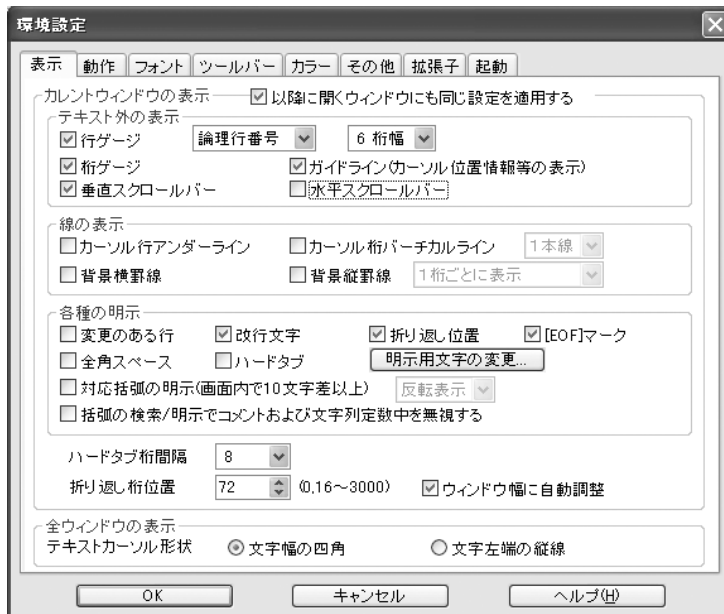 環境設定
表示 動作 フォント ツールバー カラー その他 拡張子 起動
カレントウィンドウの表示 以降に開くウィンドウにも同じ設定を適用する
テキスト外の表示
行ゲージ 論理行番号 6 桁幅
桁ゲージ ガイドライン(カーソル位置情報等の表示)
垂直スクロールバー 水平スクロールバー
線の表示
カーソル行アンダーライン カーソル桁バーチカルライン 1本線
背景横罫線 背景縦罫線 1桁ごとに表示
各種の明示
変更のある行 改行文字 折り返し位置 [EOF]マーク
全角スペース ハードタブ 明示用文字の変更...
対応括弧の明示(画面内で10文字差以上) 反転表示
括弧の検索/明示でコメントおよび文字列定数中を無視する
ハードタブ桁間隔 8
折り返し桁位置 72 (0,16～3000) ウィンドウ幅に自動調整
全ウィンドウの表示
テキストカーソル形状 文字幅の四角 文字左端の縦線
OK キャンセル ヘルプ(H)